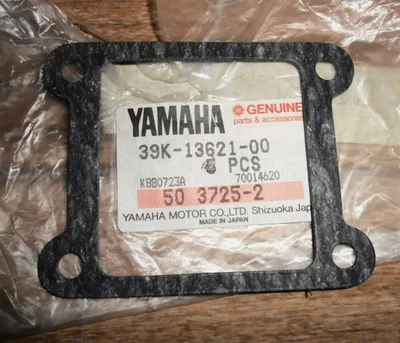 YAMAHA GENUINE
parts & accessories
39K-13621-00
PCS
K880723A 70014620
50 3725-2
YAMAHA MOTOR CO.,LTD. Shizuoka Jap
MADE IN JAPAN